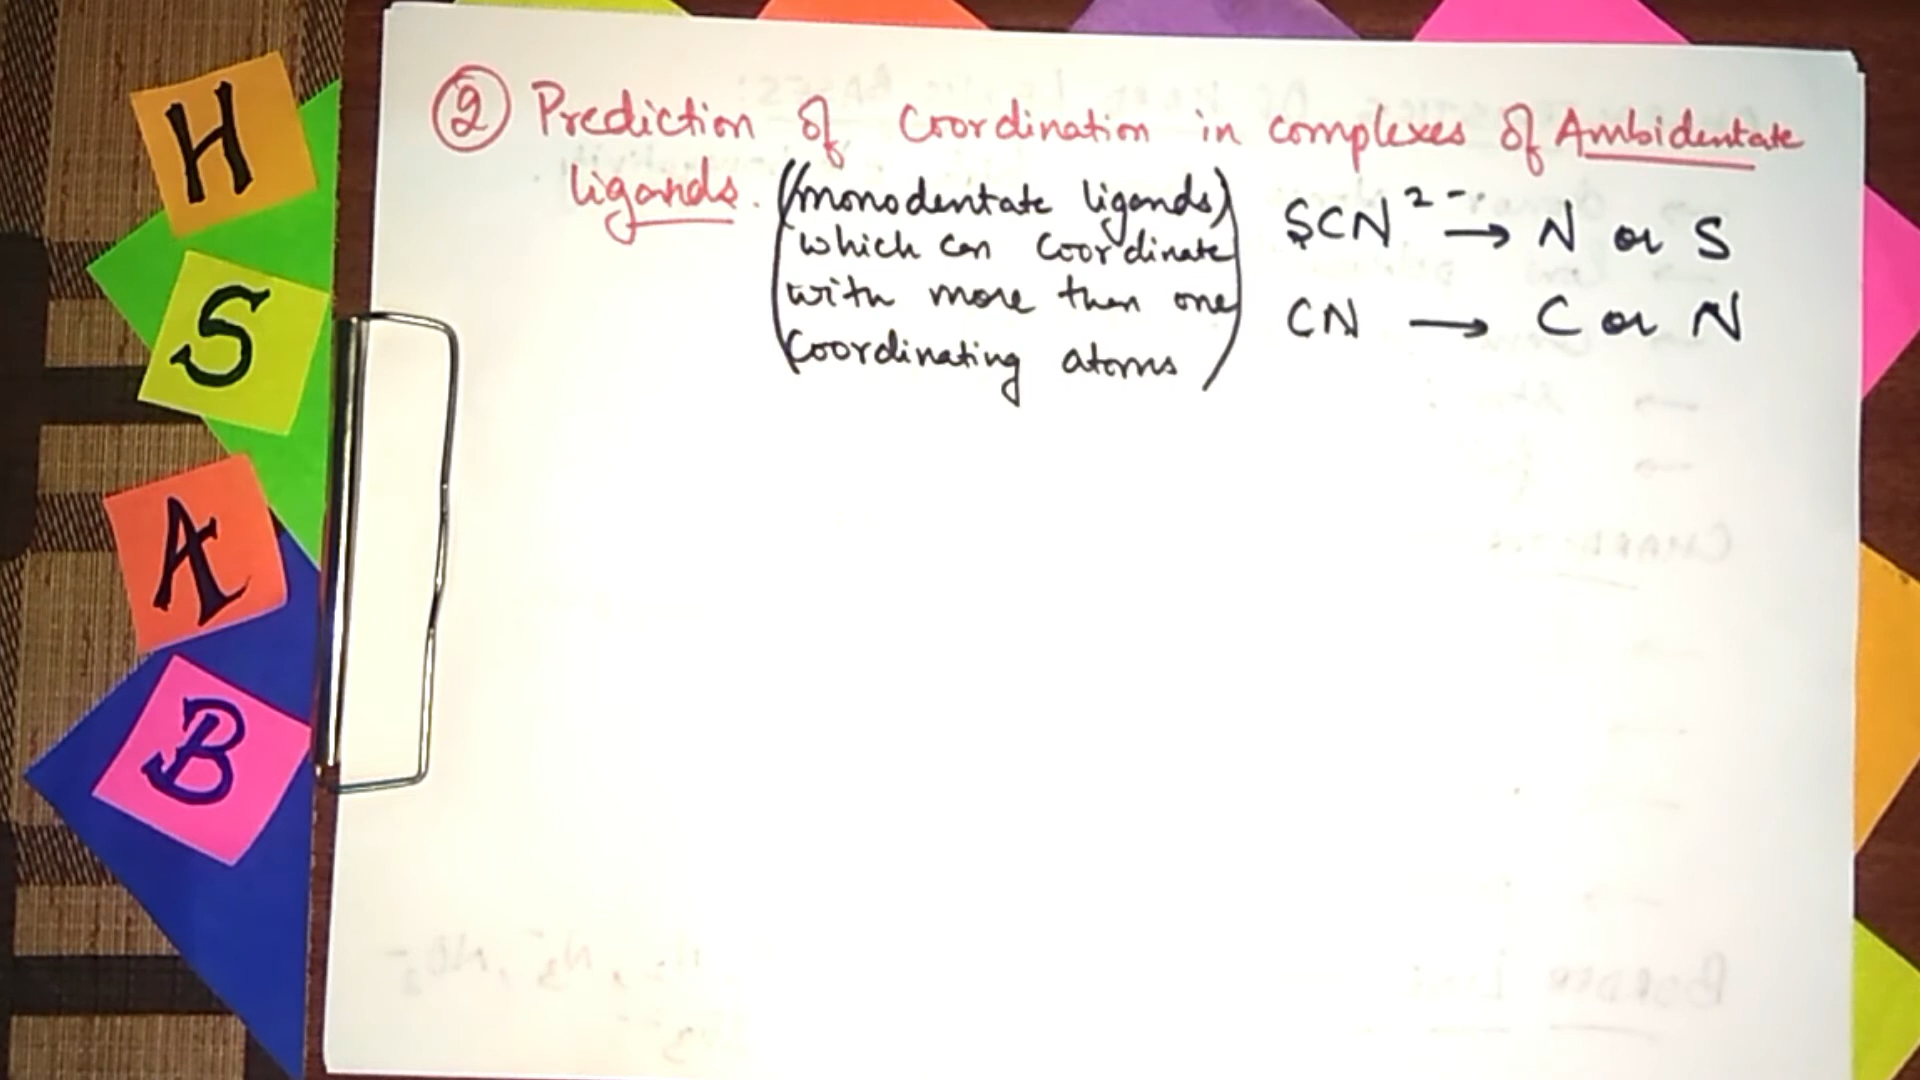 ② Prediction of Coordination in complexes of Ambidentate
ligands. (monodentate ligands)
which can coordinate
with more than one
coordinating atoms
SCN²⁻ → N or S
CN → C or N
H
S
A
B